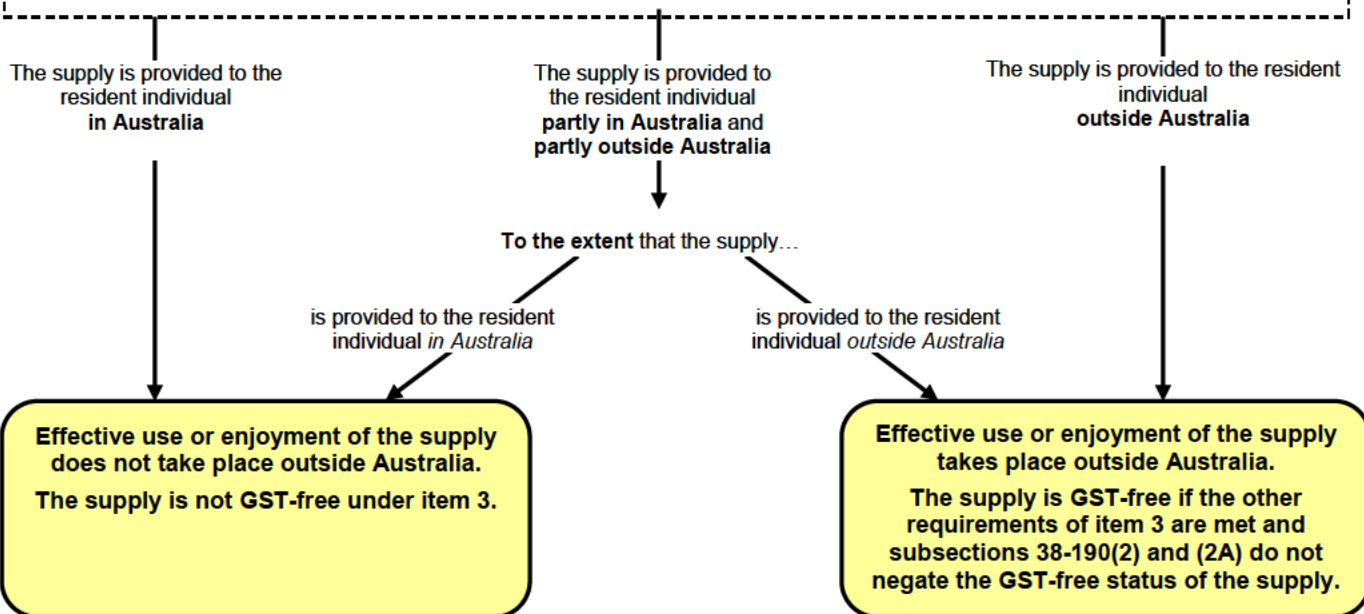 The supply is provided to the
resident individual
in Australia
The supply is provided to
the resident individual
partly in Australia and
partly outside Australia
The supply is provided to the resident
individual
outside Australia
To the extent that the supply…
is provided to the resident
individual in Australia
is provided to the resident
individual outside Australia
Effective use or enjoyment of the supply
does not take place outside Australia.
The supply is not GST-free under item 3.
Effective use or enjoyment of the supply
takes place outside Australia.
The supply is GST-free if the other
requirements of item 3 are met and
subsections 38-190(2) and (2A) do not
negate the GST-free status of the supply.